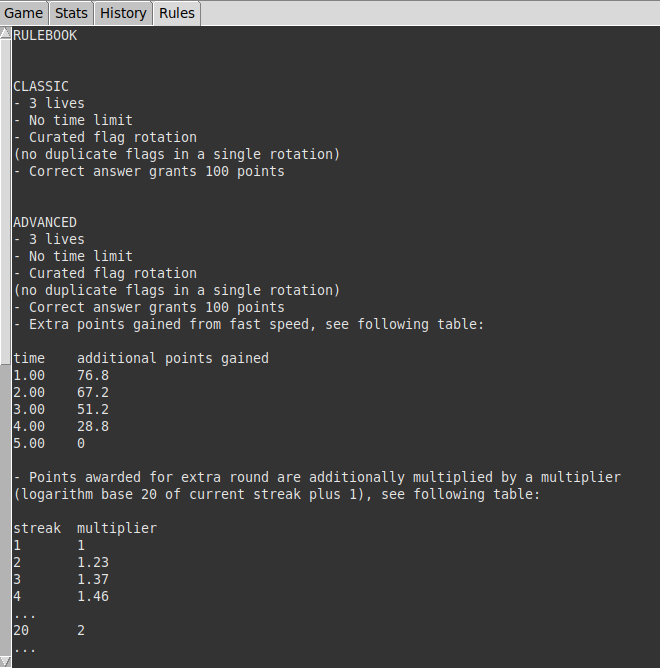 Game Stats History Rules
RULEBOOK
CLASSIC
- 3 lives
- No time limit
- Curated flag rotation
(no duplicate flags in a single rotation)
- Correct answer grants 100 points
ADVANCED
- 3 lives
- No time limit
- Curated flag rotation
(no duplicate flags in a single rotation)
- Correct answer grants 100 points
- Extra points gained from fast speed, see following table:
time additional points gained
1.00 76.8
2.00 67.2
3.00 51.2
4.00 28.8
5.00 0
- Points awarded for extra round are additionally multiplied by a multiplier
(logarithm base 20 of current streak plus 1), see following table:
streak multiplier
1 1
2 1.23
3 1.37
4 1.46
...
20 2
...